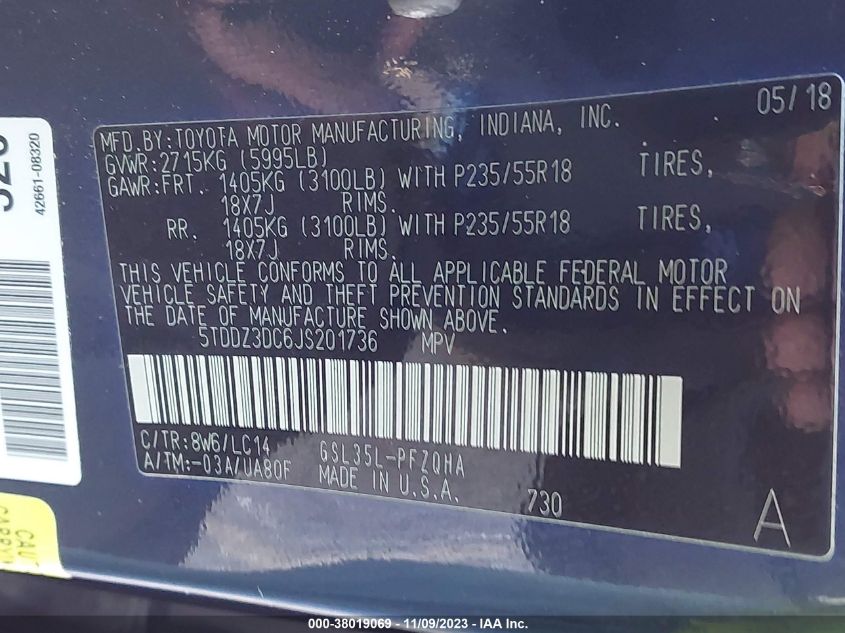 05/18
MFD.BY:TOYOTA MOTOR MANUFACTURING, INDIANA, INC.
GVWR:2715KG (5995LB)
GAWR:FRT. 1405KG (3100LB) WITH P235/55R18 TIRES,
18X7J RIMS.
RR. 1405KG (3100LB) WITH P235/55R18 TIRES,
18X7J RIMS.
THIS VEHICLE CONFORMS TO ALL APPLICABLE FEDERAL MOTOR
VEHICLE SAFETY AND THEFT PREVENTION STANDARDS IN EFFECT ON
THE DATE OF MANUFACTURE SHOWN ABOVE.
5TDDZ3DC6JS201736 MPV
C/TR:8W6/LC14 GSL35L-PFZQHA
A/TM:-03A/UA80F MADE IN U.S.A.
730
A
42661-08320
000-38019069 - 11/09/2023 - IAA Inc.